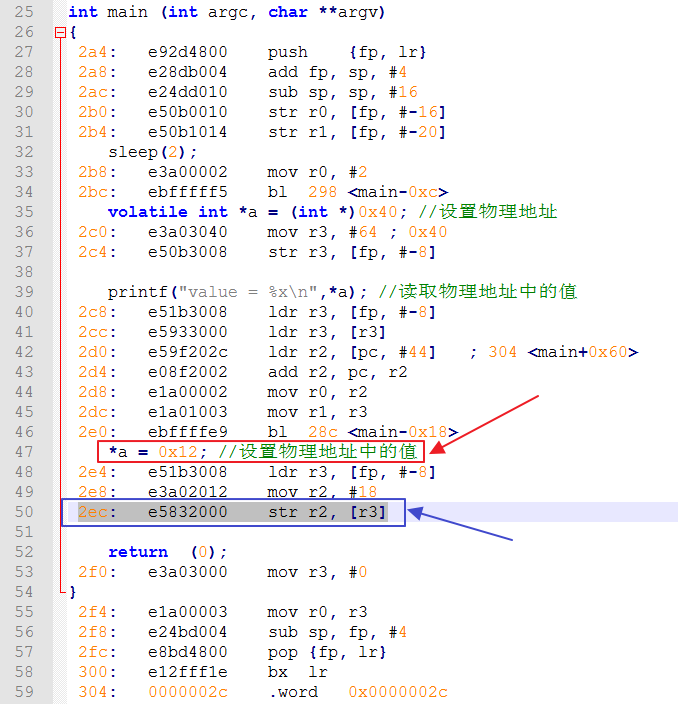 25 int main (int argc, char **argv)
26 {
27 2a4: e92d4800 push {fp, lr}
28 2a8: e28db004 add fp, sp, #4
29 2ac: e24dd010 sub sp, sp, #16
30 2b0: e50b0010 str r0, [fp, #-16]
31 2b4: e50b1014 str r1, [fp, #-20]
32 sleep(2);
33 2b8: e3a00002 mov r0, #2
34 2bc: ebfffff5 bl 298 <main-0xc>
35 volatile int *a = (int *)0x40; //设置物理地址
36 2c0: e3a03040 mov r3, #64 ; 0x40
37 2c4: e50b3008 str r3, [fp, #-8]
38
39 printf("value = %x\n",*a); //读取物理地址中的值
40 2c8: e51b3008 ldr r3, [fp, #-8]
41 2cc: e5933000 ldr r3, [r3]
42 2d0: e59f202c ldr r2, [pc, #44] ; 304 <main+0x60>
43 2d4: e08f2002 add r2, pc, r2
44 2d8: e1a00002 mov r0, r2
45 2dc: e1a01003 mov r1, r3
46 2e0: ebffffe9 bl 28c <main-0x18>
47 *a = 0x12; //设置物理地址中的值
48 2e4: e51b3008 ldr r3, [fp, #-8]
49 2e8: e3a02012 mov r2, #18
50 2ec: e5832000 str r2, [r3]
51
52 return (0);
53 2f0: e3a03000 mov r3, #0
54 }
55 2f4: e1a00003 mov r0, r3
56 2f8: e24bd004 sub sp, fp, #4
57 2fc: e8bd4800 pop {fp, lr}
58 300: e12fff1e bx lr
59 304: 0000002c .word 0x0000002c